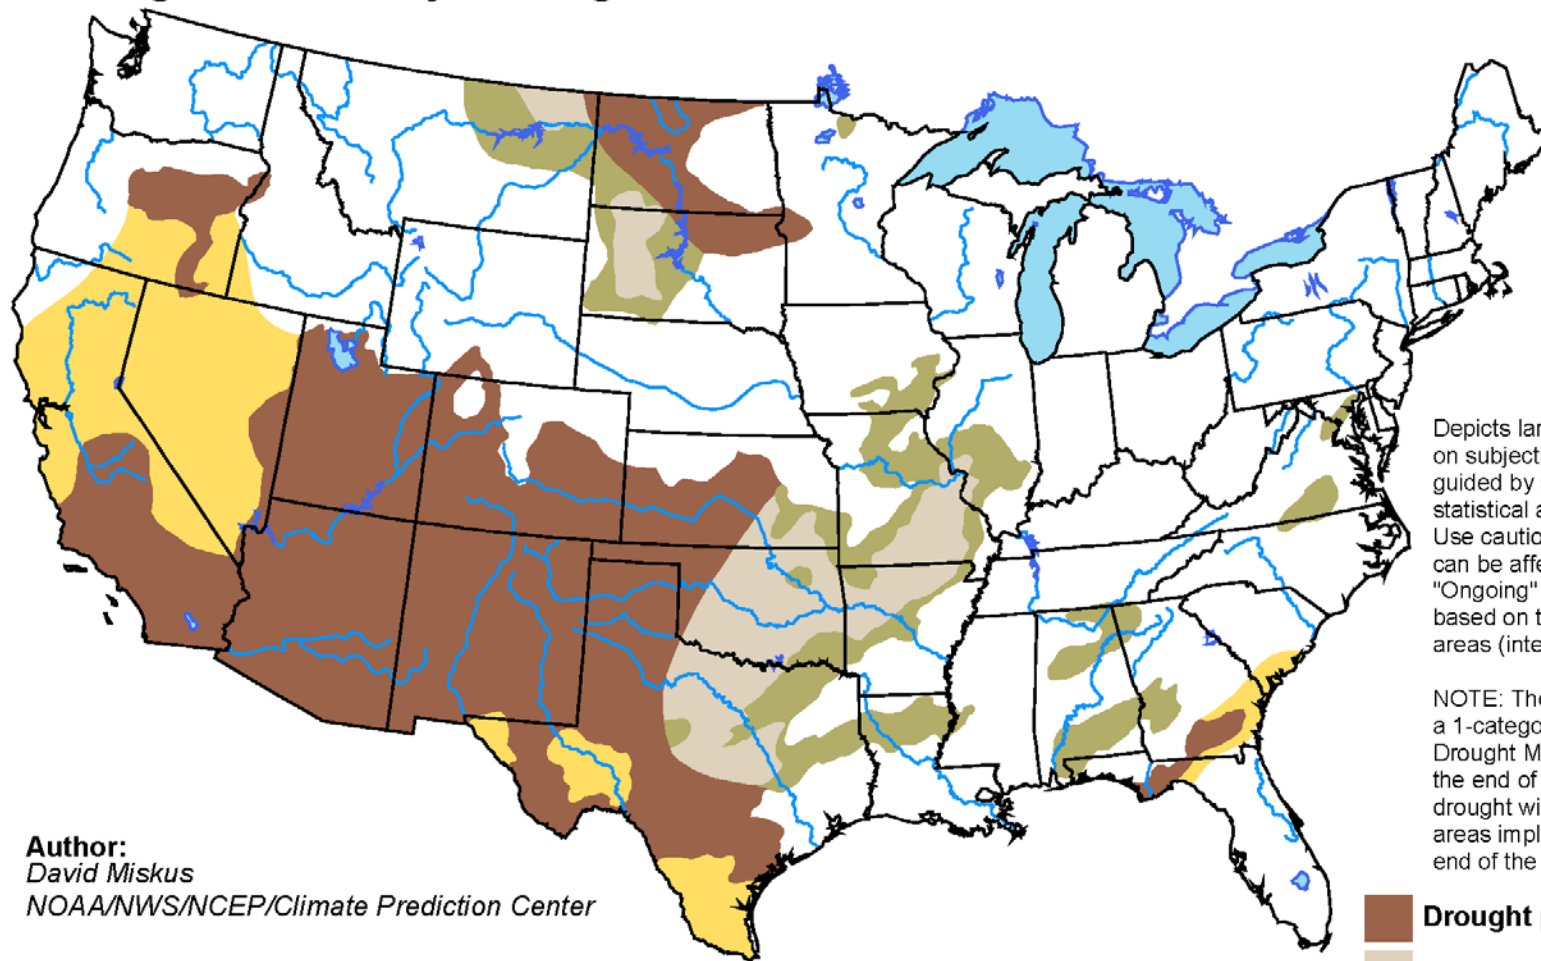 Depicts lar
on subjecti
guided by
statistical a
Use cautio
can be affe
"Ongoing"
based on t
areas (inte
NOTE: The
a 1-catego
Drought M
the end of
drought wi
areas impl
end of the
Author:
David Miskus
NOAA/NWS/NCEP/Climate Prediction Center
Drought